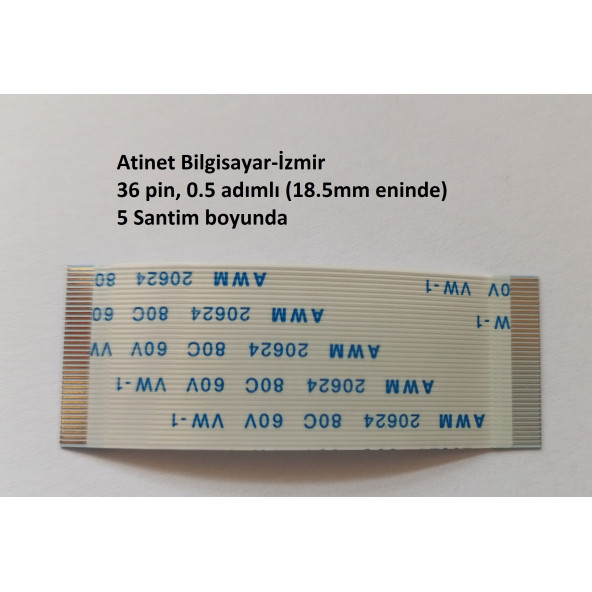 Atinet Bilgisayar-İzmir
36 pin, 0.5 adımlı (18.5mm eninde)
5 Santim boyunda
AWM 20624 80
0V VW-1
AWM 20624 80C 60
W-1
AWM 20624 80C 60V VW
AWM 20624 80C 60V VW-1
AWM 20624 80C 60V VW-1